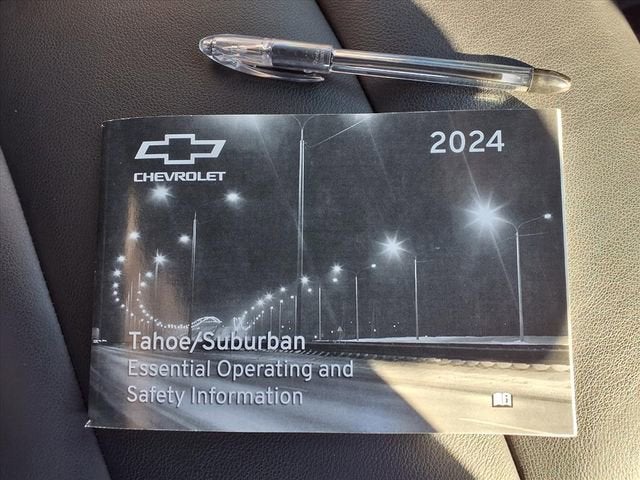 2024
CHEVROLET
Tahoe/Suburban
Essential Operating and
Safety Information